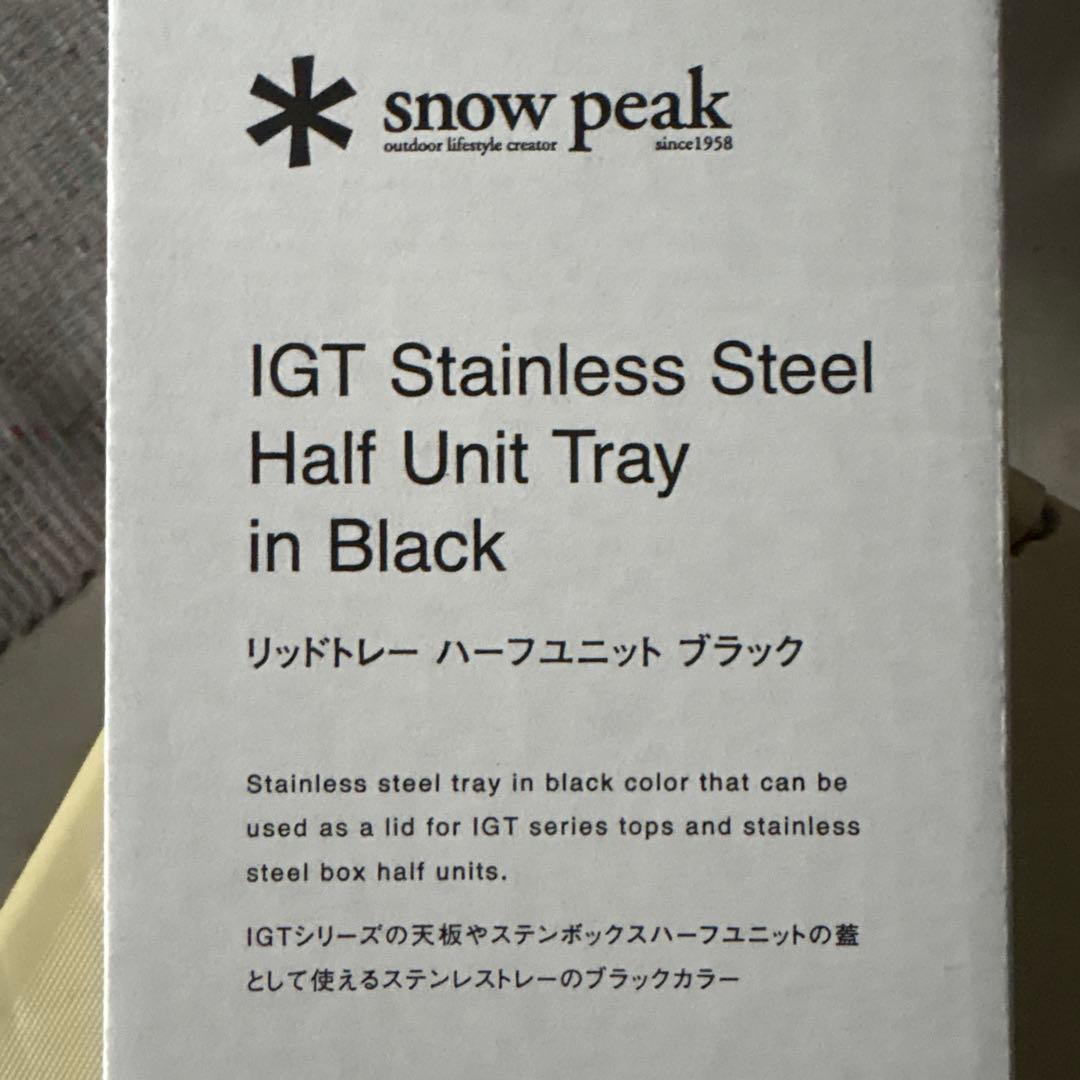 snow peak
outdoor lifestyle creator since1958
IGT Stainless Steel
Half Unit Tray
in Black
リッドトレー ハーフユニット ブラック
Stainless steel tray in black color that can be
used as a lid for IGT series tops and stainless
steel box half units.
IGTシリーズの天板やステンボックスハーフユニットの蓋
として使えるステンレストレーのブラックカラー